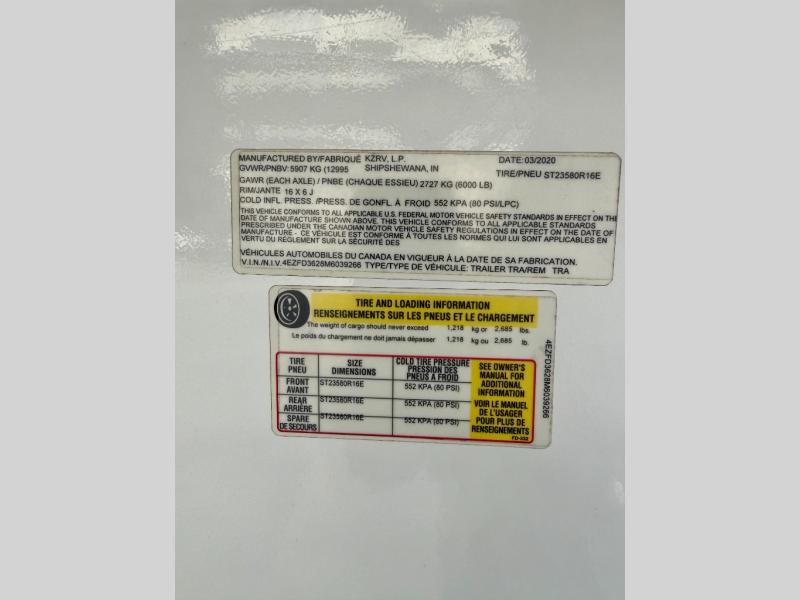 MANUFACTURED BY/FABRIQUÉ KZRV, L.P. DATE: 03/2020
GVWR/PNBV: 5907 KG (12995 SHIPSHEWANA, IN TIRE/PNEU ST23580R16E
GAWR (EACH AXLE) / PNBE (CHAQUE ESSIEU) 2727 KG (6000 LB)
RIM/JANTE 16 X 6 J
COLD INFL. PRESS. /PRESS. DE GONFL. À FROID 552 KPA (80 PSI/LPC)
THIS VEHICLE CONFORMS TO ALL APPLICABLE U.S. FEDERAL MOTOR VEHICLE SAFETY STANDARDS IN EFFECT ON THE
DATE OF MANUFACTURE SHOWN ABOVE. THIS VEHICLE CONFORMS TO ALL APPLICABLE STANDARDS
PRESCRIBED UNDER THE CANADIAN MOTOR VEHICLE SAFETY REGULATIONS IN EFFECT ON THE DATE OF
MANUFACTURE - CE VÉHICULE EST CONFORME À TOUTES LES NORMES QUI LUI SONT APPLICABLES EN
VERTU DU RÈGLEMENT SUR LA SÉCURITÉ DES
VÉHICULES AUTOMOBILES DU CANADA EN VIGUEUR À LA DATE DE SA FABRICATION.
V.I.N./N.I.V. 4EZFD3628M6039266 TYPE/TYPE DE VÉHICULE: TRAILER TRA/REM TRA
TIRE AND LOADING INFORMATION
RENSEIGNEMENTS SUR LES PNEUS ET LE CHARGEMENT
The weight of cargo should never exceed 1,218 kg or 2,685 lbs.
Le poids du chargement ne doit jamais dépasser 1,218 kg ou 2,685 lb.
TIRE PNEU
SIZE DIMENSIONS
COLD TIRE PRESSURE
PRESSION DES
PNEUS A FROID
FRONT AVANT ST23580R16E 552 KPA (80 PSI)
REAR ARRIÈRE ST23580R16E 552 KPA (80 PSI)
SPARE DE SECOURS ST23580R16E 552 KPA (80 PSI)
SEE OWNER'S
MANUAL FOR
ADDITIONAL
INFORMATION
VOIR LE MANUEL
DE L'USAGER
POUR PLUS DE
RENSEIGNEMENTS
FD-332
4EZFD3628M6039266